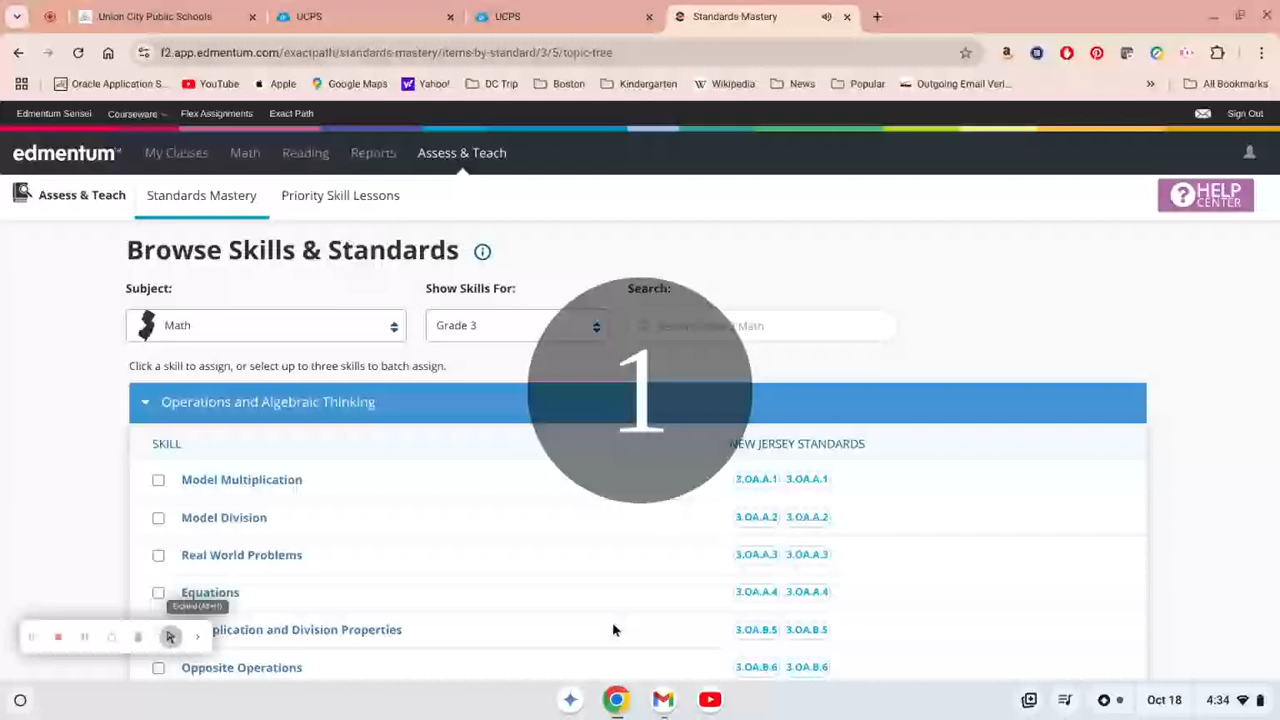 Union City Public Schools
UCPS
UCPS
Standards Mastery
f2.app.edmentum.com/exactpath/standards-mastery/items-by-standard/3/5/topic-tree
Oracle Application S...
YouTube
Apple
Google Maps
Yahoo!
DC Trip
Boston
Kindergarten
Wikipedia
News
Popular
Outgoing Email Veri...
All Bookmarks
Edmentum Sensei
Courseware
Flex Assignments
Exact Path
Sign Out
edmentum™
My Classes
Math
Reading
Reports
Assess & Teach
Assess & Teach
Standards Mastery
Priority Skill Lessons
HELP
CENTER
Browse Skills & Standards
Subject:
Show Skills For:
Search:
Math
Grade 3
Math
Click a skill to assign, or select up to three skills to batch assign.
1
Operations and Algebraic Thinking
SKILL
NEW JERSEY STANDARDS
Model Multiplication
3.OA.A.1 3.OA.A.1
Model Division
3.OA.A.2 3.OA.A.2
Real World Problems
3.OA.A.3 3.OA.A.3
Equations
3.OA.A.4 3.OA.A.4
Expand (Alt+H)
plication and Division Properties
3.OA.B.5 3.OA.B.5
Opposite Operations
3.OA.B.6 3.OA.B.6
Oct 18
4:34